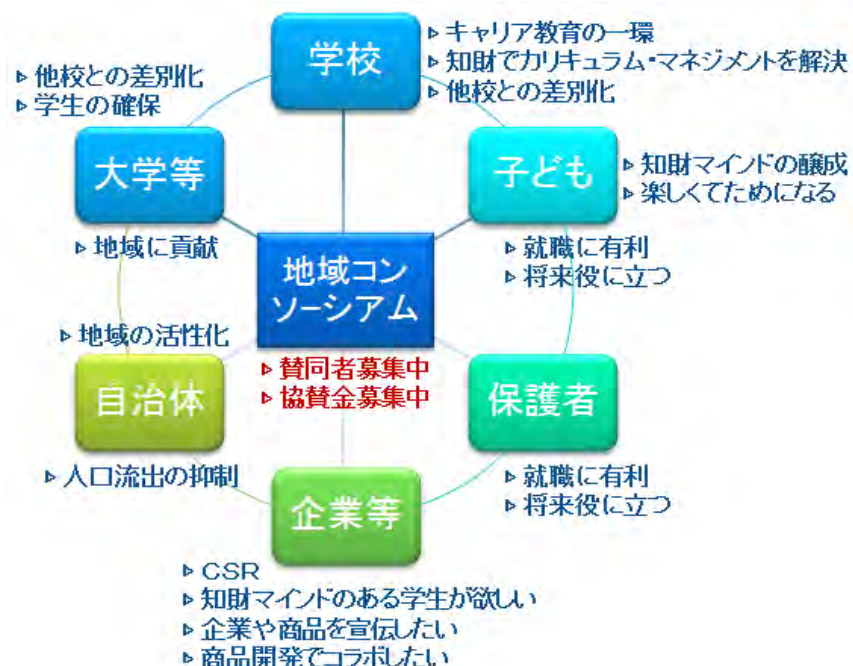 学校
▹キャリア教育の一環
▹知財でカリキュラム・マネジメントを解決
▹他校との差別化
▹他校との差別化
▹学生の確保
大学等
▹地域に貢献
子ども
▹知財マインドの醸成
▹楽しくてためになる
▹就職に有利
▹将来役に立つ
地域コン
ソーシアム
▹賛同者募集中
▹協賛金募集中
▹地域の活性化
自治体
▹人口流出の抑制
保護者
▹就職に有利
▹将来役に立つ
企業等
▹CSR
▹知財マインドのある学生が欲しい
▹企業や商品を宣伝したい
▹商品開発でコラボしたい